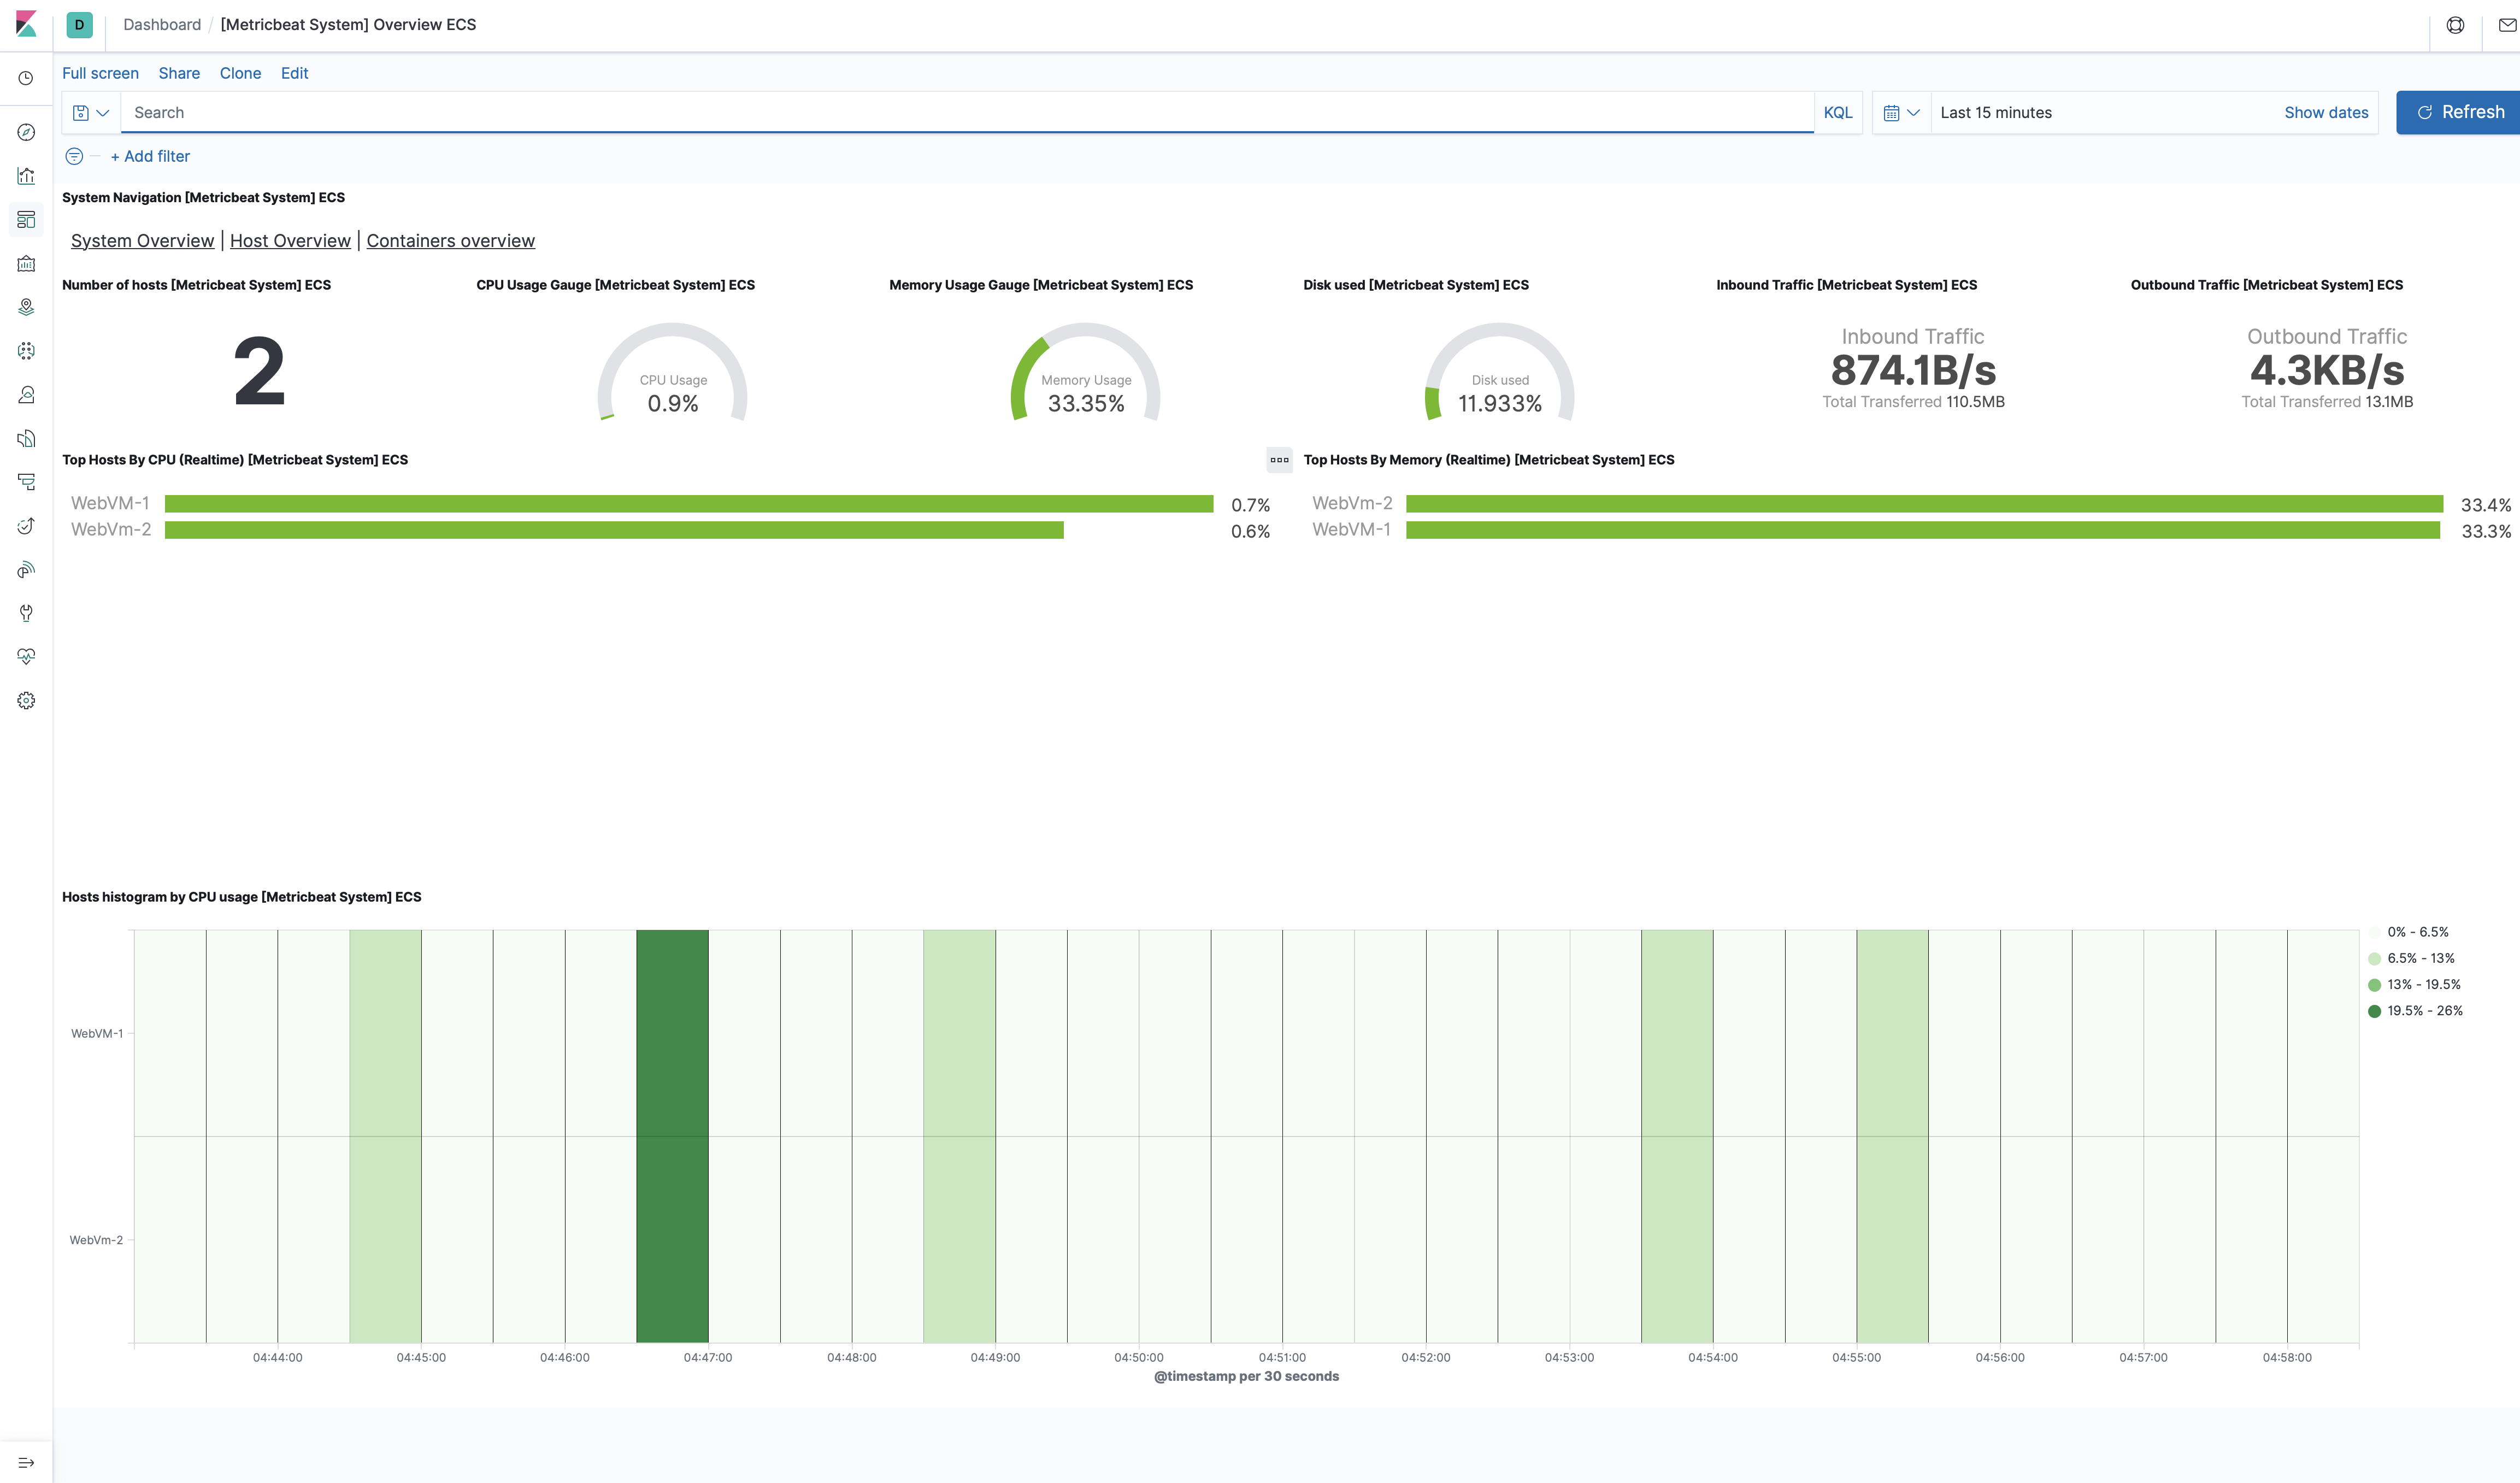 D Dashboard / [Metricbeat System] Overview ECS
Full screen Share Clone Edit
Search KQL Last 15 minutes Show dates Refresh
+ Add filter
System Navigation [Metricbeat System] ECS
System Overview | Host Overview | Containers overview
Number of hosts [Metricbeat System] ECS
2
CPU Usage Gauge [Metricbeat System] ECS
CPU Usage
0.9%
Memory Usage Gauge [Metricbeat System] ECS
Memory Usage
33.35%
Disk used [Metricbeat System] ECS
Disk used
11.933%
Inbound Traffic [Metricbeat System] ECS
Inbound Traffic
874.1B/s
Total Transferred 110.5MB
Outbound Traffic [Metricbeat System] ECS
Outbound Traffic
4.3KB/s
Total Transferred 13.1MB
Top Hosts By CPU (Realtime) [Metricbeat System] ECS
WebVM-1 0.7%
WebVm-2 0.6%
Top Hosts By Memory (Realtime) [Metricbeat System] ECS
WebVm-2 33.4%
WebVM-1 33.3%
Hosts histogram by CPU usage [Metricbeat System] ECS
0% - 6.5%
6.5% - 13%
13% - 19.5%
19.5% - 26%
WebVM-1
WebVm-2
04:44:00 04:45:00 04:46:00 04:47:00 04:48:00 04:49:00 04:50:00 04:51:00 04:52:00 04:53:00 04:54:00 04:55:00 04:56:00 04:57:00 04:58:00
@timestamp per 30 seconds